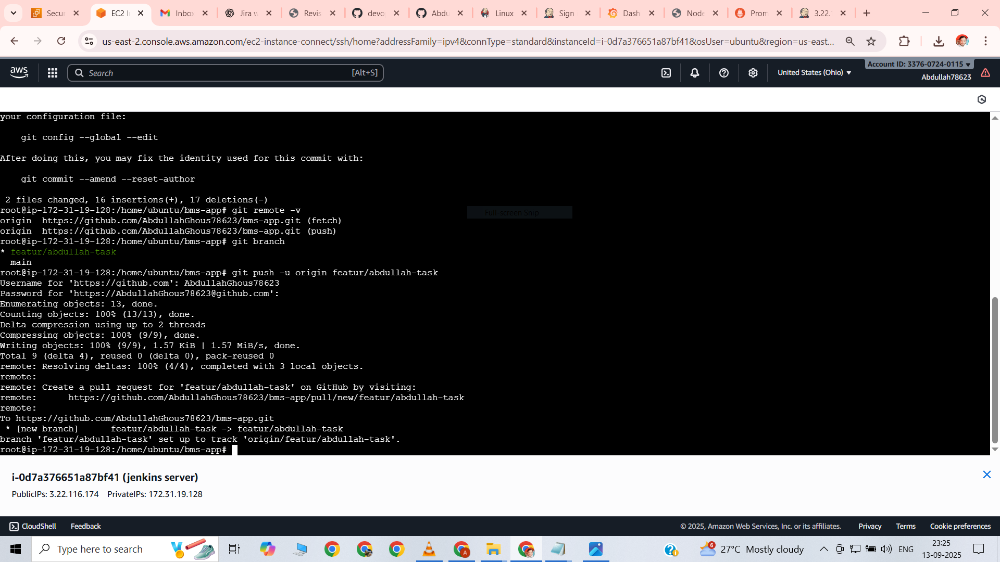 Secur
EC2 I
Inbox
Jira w
Revis
devo
Abdu
Linux
Sign
Dash
Node
Prom
3.22.
us-east-2.console.aws.amazon.com/ec2-instance-connect/ssh/home?addressFamily=ipv4&connType=standard&instanceId=i-0d7a376651a87bf41&osUser=ubuntu&region=us-east...
aws
Search
[Alt+S]
United States (Ohio)
Account ID: 3376-0724-0115
Abdullah78623
your configuration file:
git config --global --edit
After doing this, you may fix the identity used for this commit with:
git commit --amend --reset-author
2 files changed, 16 insertions(+), 17 deletions(-)
root@ip-172-31-19-128:/home/ubuntu/bms-app# git remote -v
origin  https://github.com/AbdullahGhous78623/bms-app.git (fetch)
origin  https://github.com/AbdullahGhous78623/bms-app.git (push)
root@ip-172-31-19-128:/home/ubuntu/bms-app# git branch
* featur/abdullah-task
main
root@ip-172-31-19-128:/home/ubuntu/bms-app# git push -u origin featur/abdullah-task
Username for 'https://github.com': AbdullahGhous78623
Password for 'https://AbdullahGhous78623@github.com':
Enumerating objects: 13, done.
Counting objects: 100% (13/13), done.
Delta compression using up to 2 threads
Compressing objects: 100% (9/9), done.
Writing objects: 100% (9/9), 1.57 KiB | 1.57 MiB/s, done.
Total 9 (delta 4), reused 0 (delta 0), pack-reused 0
remote: Resolving deltas: 100% (4/4), completed with 3 local objects.
remote:
remote: Create a pull request for 'featur/abdullah-task' on GitHub by visiting:
remote:      https://github.com/AbdullahGhous78623/bms-app/pull/new/featur/abdullah-task
remote:
To https://github.com/AbdullahGhous78623/bms-app.git
* [new branch]      featur/abdullah-task -> featur/abdullah-task
branch 'featur/abdullah-task' set up to track 'origin/featur/abdullah-task'.
root@ip-172-31-19-128:/home/ubuntu/bms-app#
Full-screen Snip
i-0d7a376651a87bf41 (jenkins server)
PublicIPs: 3.22.116.174    PrivateIPs: 172.31.19.128
CloudShell
Feedback
© 2025, Amazon Web Services, Inc. or its affiliates.
Privacy
Terms
Cookie preferences
Type here to search
A
6
27°C Mostly cloudy
ENG
23:25
13-09-2025